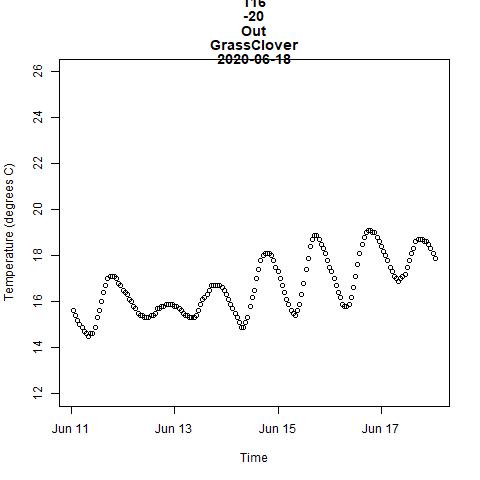 T16
-20
Out
GrassClover
2020-06-18
Temperature (degrees C)
26
24
22
20
18
16
14
12
Jun 11 Jun 13 Jun 15 Jun 17
Time